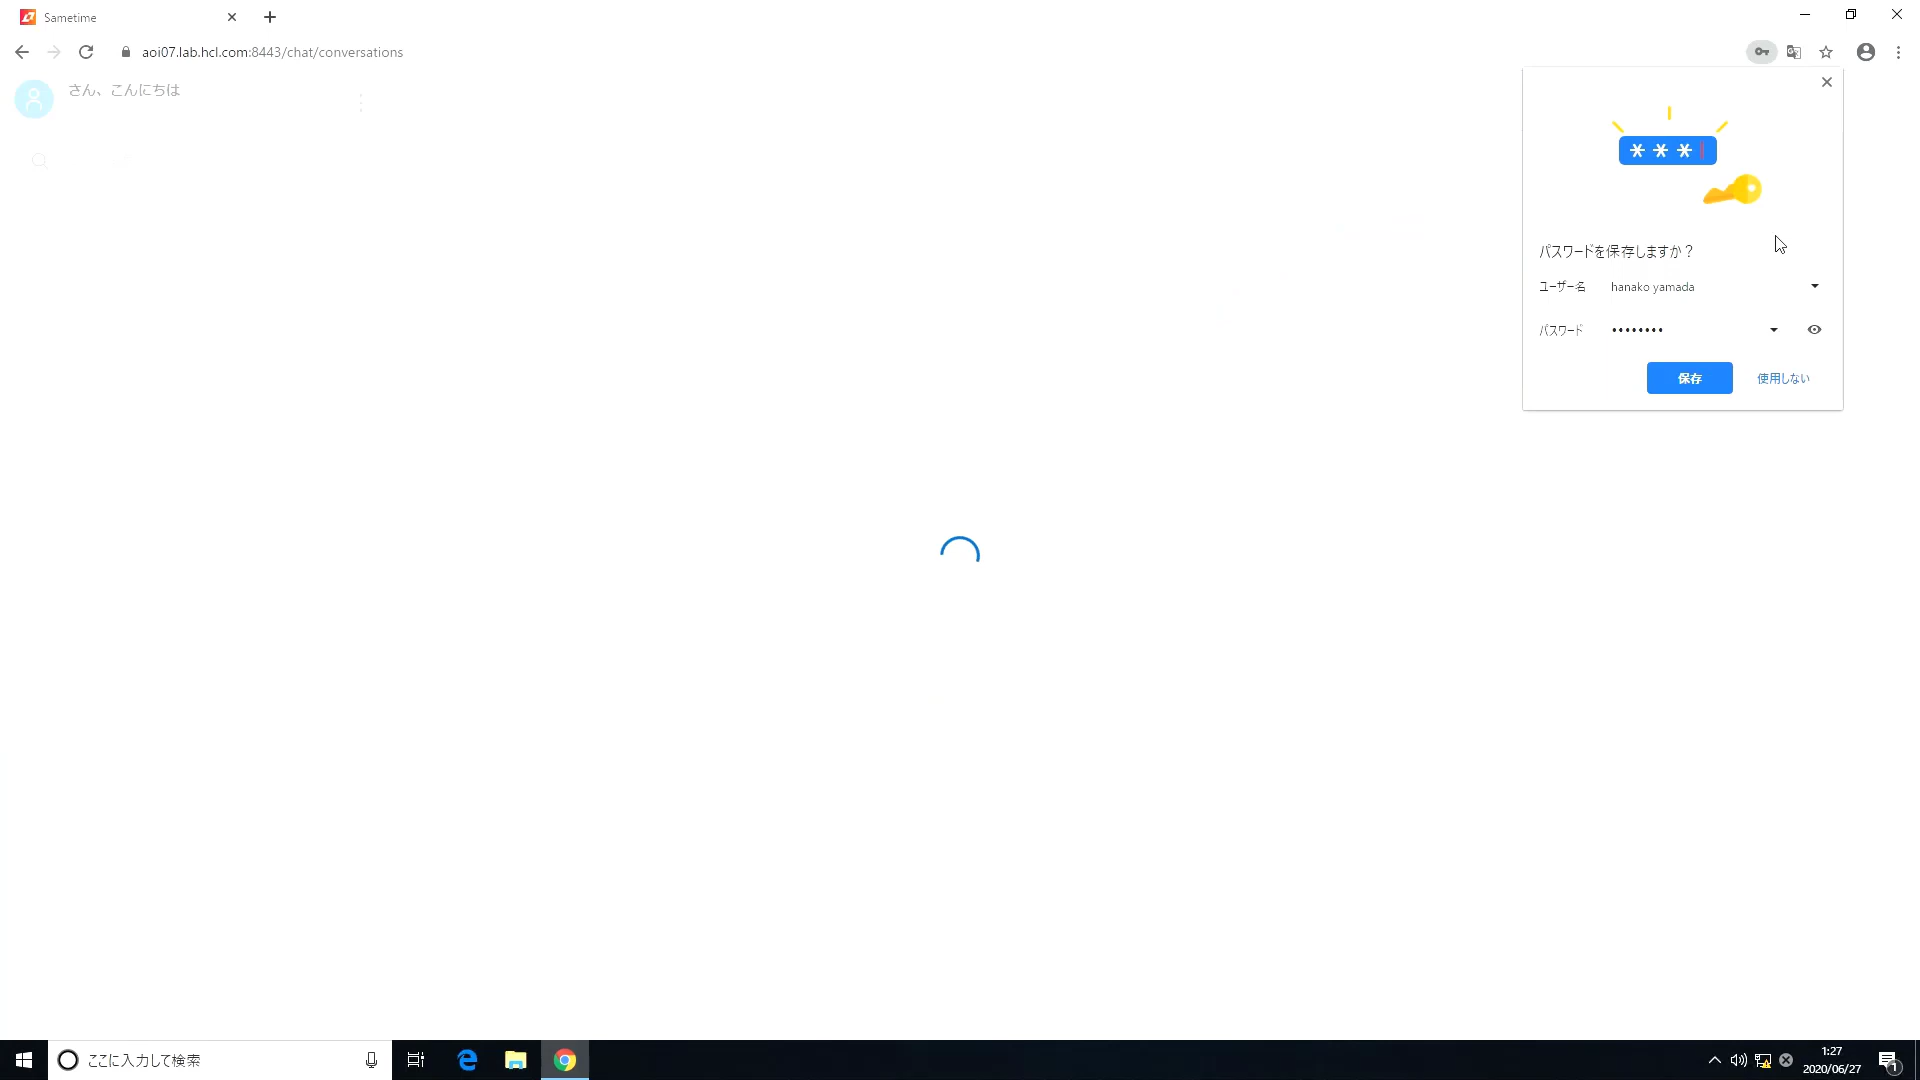 Sametime
aoi07.lab.hcl.com:8443/chat/conversations
さん、こんにちは
***
パスワードを保存しますか？
ユーザー名 hanako yamada
パスワード ••••••••
保存 使用しない
ここに入力して検索
1:27
2020/06/27
1